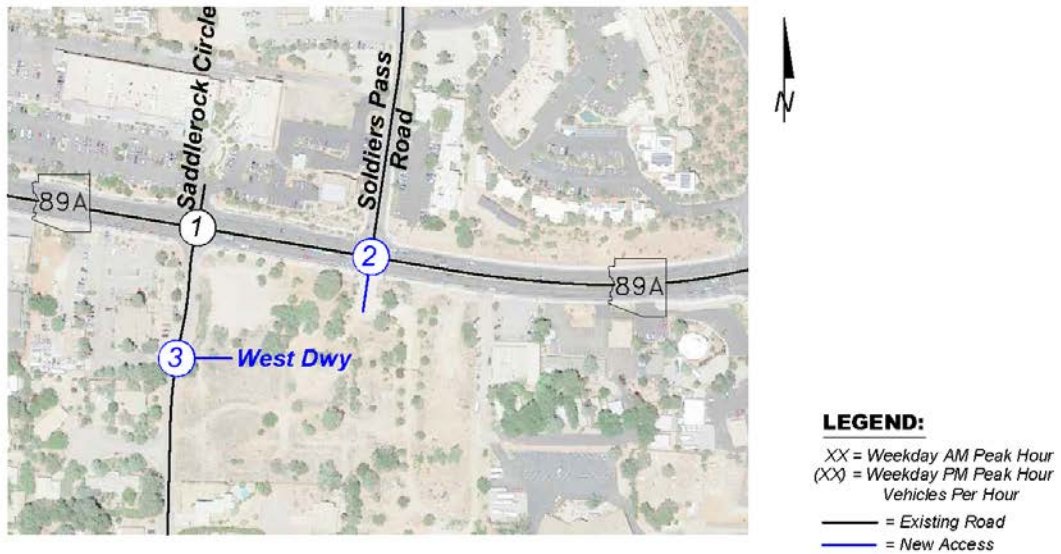 Saddlerock Circle
Soldiers Pass
Road
N
89A
1
2
89A
3
West Dwy
LEGEND:
XX = Weekday AM Peak Hour
(XX) = Weekday PM Peak Hour
Vehicles Per Hour
= Existing Road
= New Access